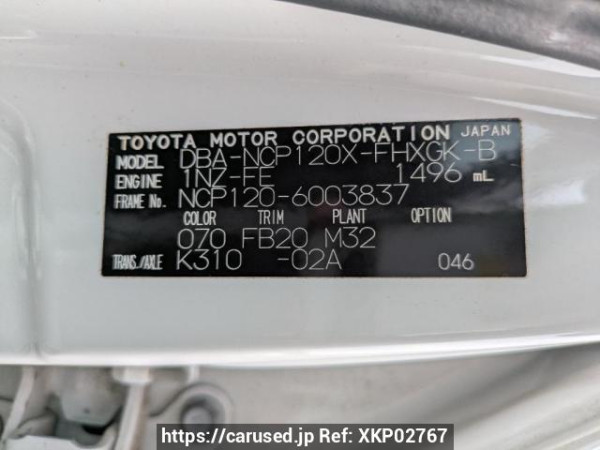 TOYOTA MOTOR CORPORATION JAPAN
MODEL DBA-NCP120X-FHXGK-B
ENGINE 1NZ-FE 1496 mL
FRAME No. NCP120-6003837
COLOR TRIM PLANT OPTION
070 FB20 M32
TRANS./AXLE K310 -02A 046
https://carused.jp Ref: XKP02767